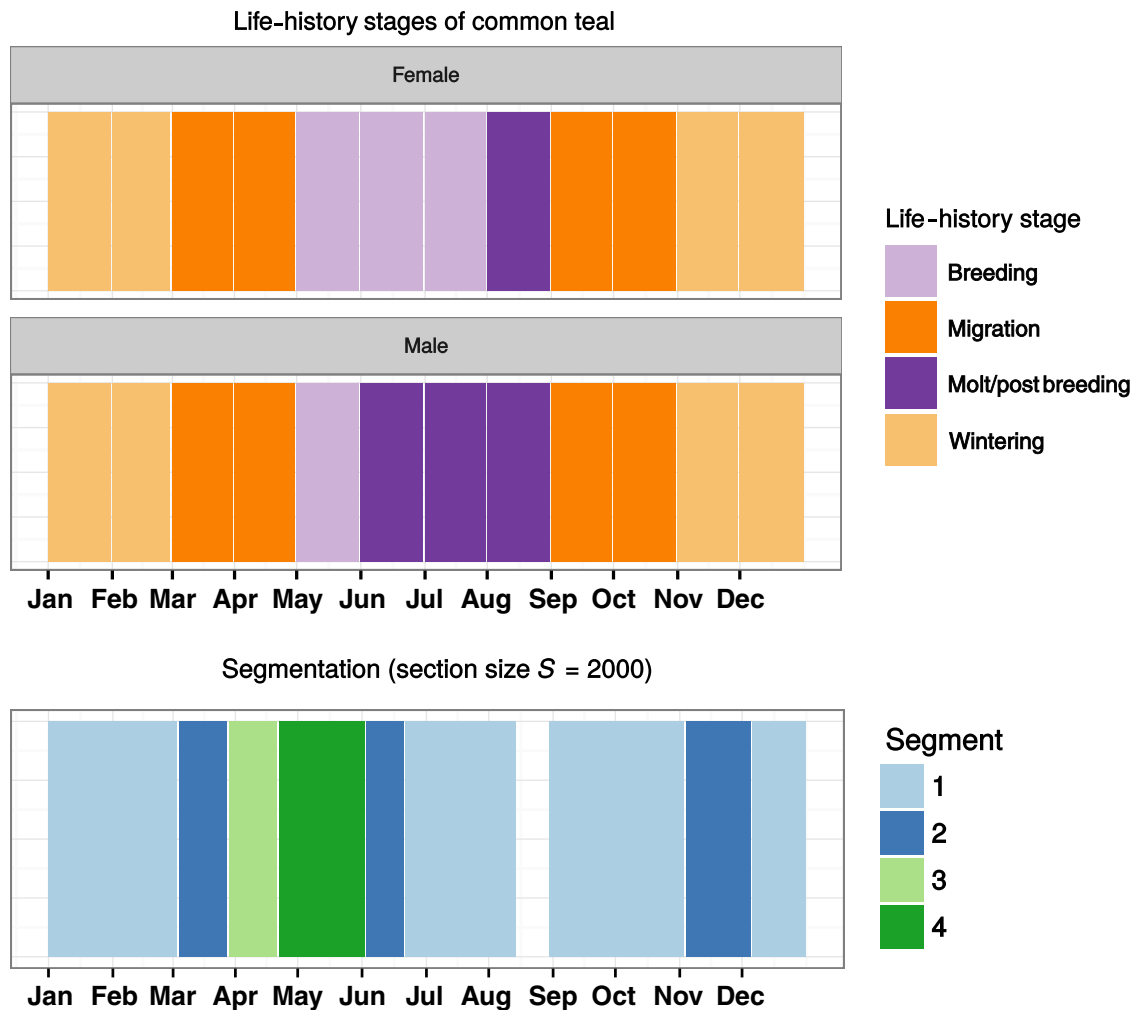 Life-history stages of common teal
Female
Male
Jan Feb Mar Apr May Jun Jul Aug Sep Oct Nov Dec
Life-history stage
Breeding
Migration
Molt/post breeding
Wintering
Segmentation (section size S = 2000)
Jan Feb Mar Apr May Jun Jul Aug Sep Oct Nov Dec
Segment
1
2
3
4